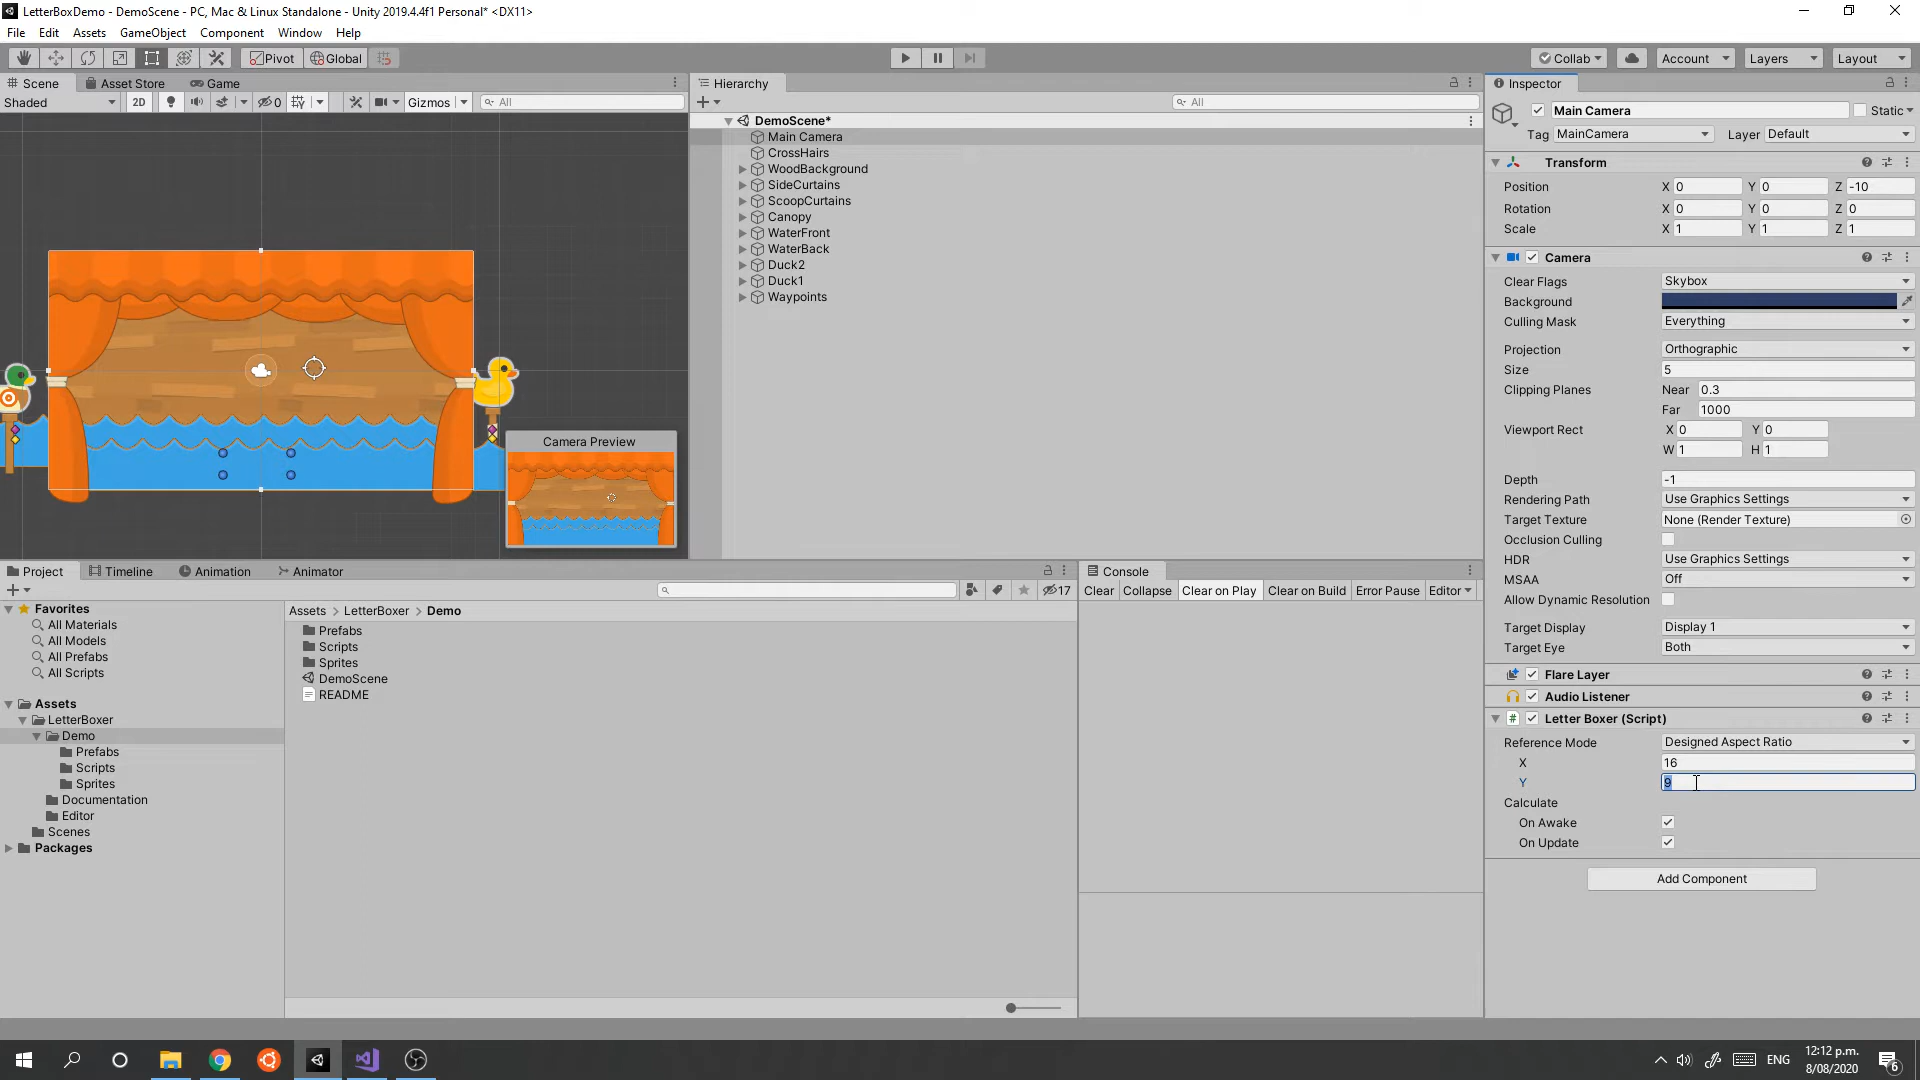 LetterBoxDemo - DemoScene - PC, Mac & Linux Standalone - Unity 2019.4.4f1 Personal* <DX11>
File Edit Assets GameObject Component Window Help
Pivot Global Collab Account Layers Layout
Scene Asset Store Game
Shaded 2D 0 Gizmos All
Camera Preview
Hierarchy
All
DemoScene*
Main Camera
CrossHairs
WoodBackground
SideCurtains
ScoopCurtains
Canopy
WaterFront
WaterBack
Duck2
Duck1
Waypoints
Inspector
Main Camera Static
Tag MainCamera Layer Default
Transform
Position X 0 Y 0 Z -10
Rotation X 0 Y 0 Z 0
Scale X 1 Y 1 Z 1
Camera
Clear Flags Skybox
Background
Culling Mask Everything
Projection Orthographic
Size 5
Clipping Planes Near 0.3
Far 1000
Viewport Rect X 0 Y 0
W 1 H 1
Depth -1
Rendering Path Use Graphics Settings
Target Texture None (Render Texture)
Occlusion Culling
HDR Use Graphics Settings
MSAA Off
Allow Dynamic Resolution
Target Display Display 1
Target Eye Both
Flare Layer
Audio Listener
# Letter Boxer (Script)
Reference Mode Designed Aspect Ratio
X 16
Y 9
Calculate
On Awake
On Update
Add Component
Project Timeline Animation Animator
17
Favorites
All Materials
All Models
All Prefabs
All Scripts
Assets
LetterBoxer
Demo
Prefabs
Scripts
Sprites
Documentation
Editor
Scenes
Packages
Assets > LetterBoxer > Demo
Prefabs
Scripts
Sprites
DemoScene
README
Console
Clear Collapse Clear on Play Clear on Build Error Pause Editor
ENG
12:12 p.m.
8/08/2020
6